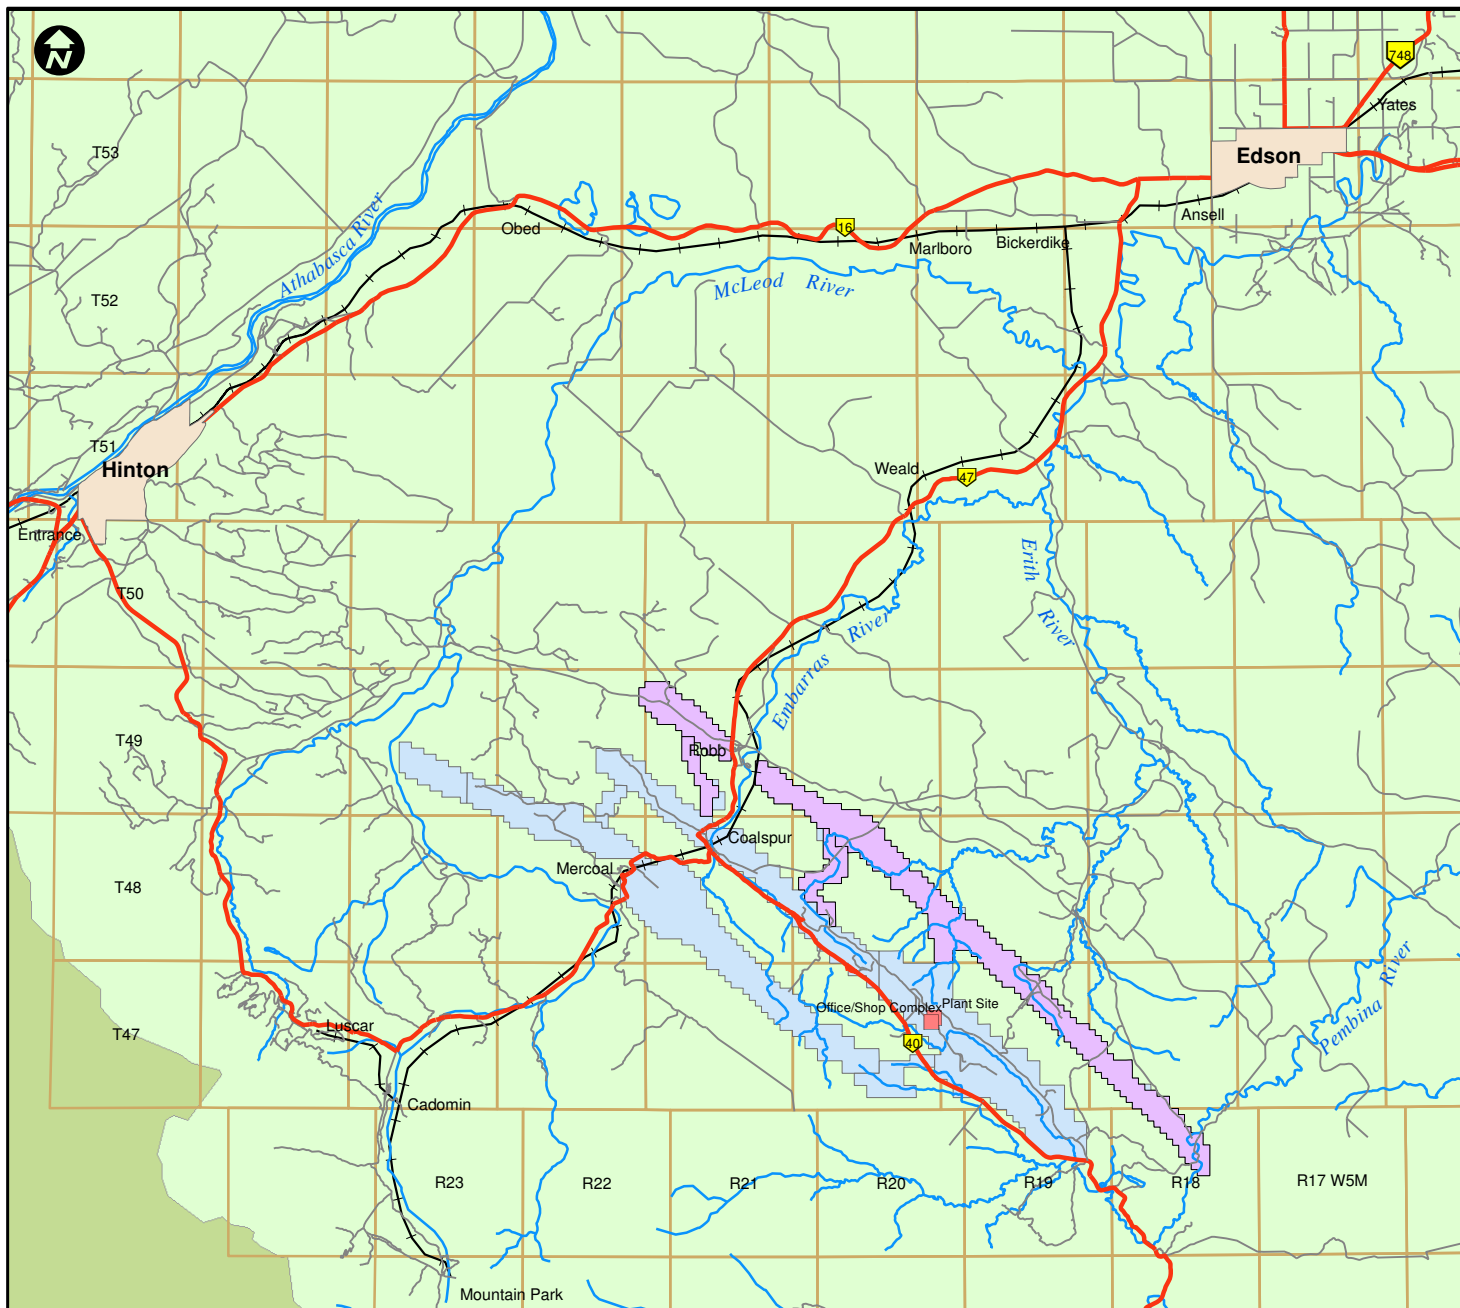 N
748
Yates
T53
Edson
Athabasca River
Ansell
Obed
16
Marlboro
Bickerdike
T52
McLeod River
T51
Hinton
Weald
47
Entrance
Erith
River
T50
Embarras River
T49
Robb
Coalspur
Mercoal
T48
Pembina River
Office/Shop Complex
Plant Site
T47
Luscar
40
Cadomin
R23
R22
R21
R20
R19
R18
R17 W5M
Mountain Park